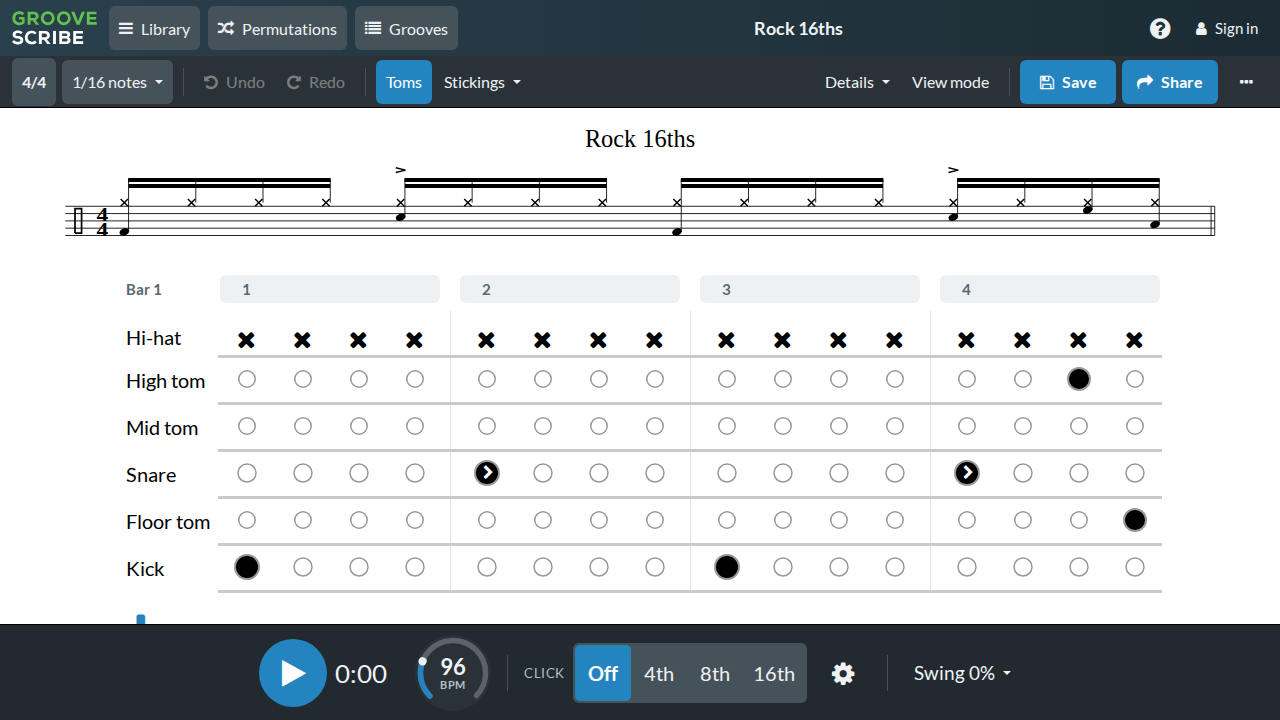 GROOVE
SCRIBE
Library
Permutations
Grooves
Rock 16ths
Sign in
4/4
1/16 notes
Undo
Redo
Toms
Stickings
Details
View mode
Save
Share
Rock 16ths
4
4
Bar 1
1
2
3
4
Hi-hat
High tom
Mid tom
Snare
Floor tom
Kick
0:00
96
BPM
CLICK
Off
4th
8th
16th
Swing 0%